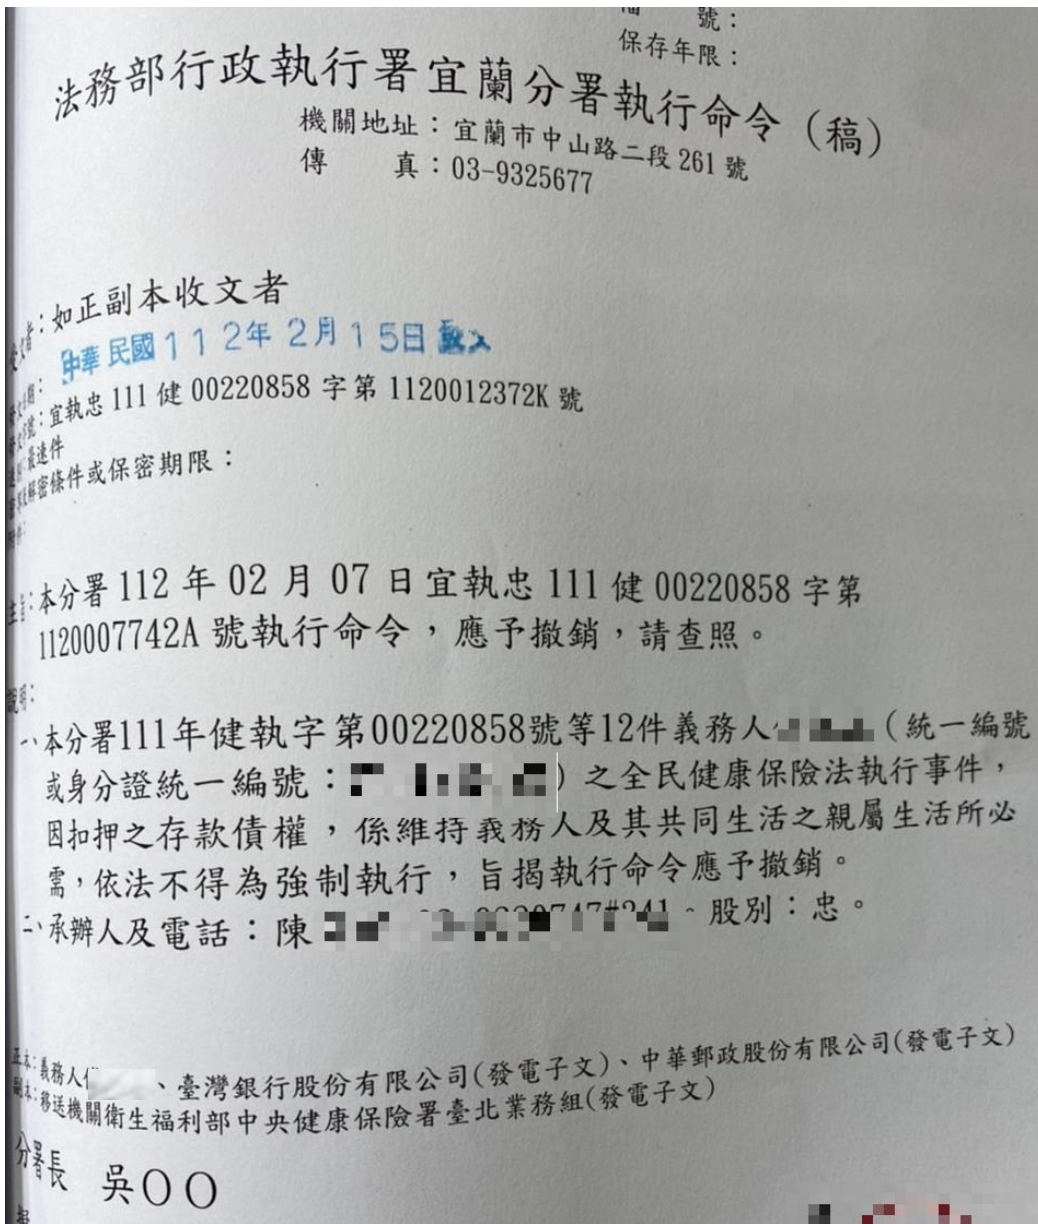 號：
保存年限：
法務部行政執行署宜蘭分署執行命令（稿）
機關地址：宜蘭市中山路二段261號
傳　　真：03-9325677
者：如正副本收文者
中華民國112年2月15日
號：宜執忠111健00220858字第1120012372K號
最速件
解密條件或保密期限：
主旨：本分署112年02月07日宜執忠111健00220858字第
1120007742A號執行命令，應予撤銷，請查照。
說明：
一、本分署111年健執字第00220858號等12件義務人（統一編號
或身分證統一編號：）之全民健康保險法執行事件，
因扣押之存款債權，係維持義務人及其共同生活之親屬生活所必
需，依法不得為強制執行，旨揭執行命令應予撤銷。
二、承辦人及電話：陳 。股別：忠。
正本：義務人、臺灣銀行股份有限公司(發電子文)、中華郵政股份有限公司(發電子文)
副本：移送機關衛生福利部中央健康保險署臺北業務組(發電子文)
分署長　吳〇〇